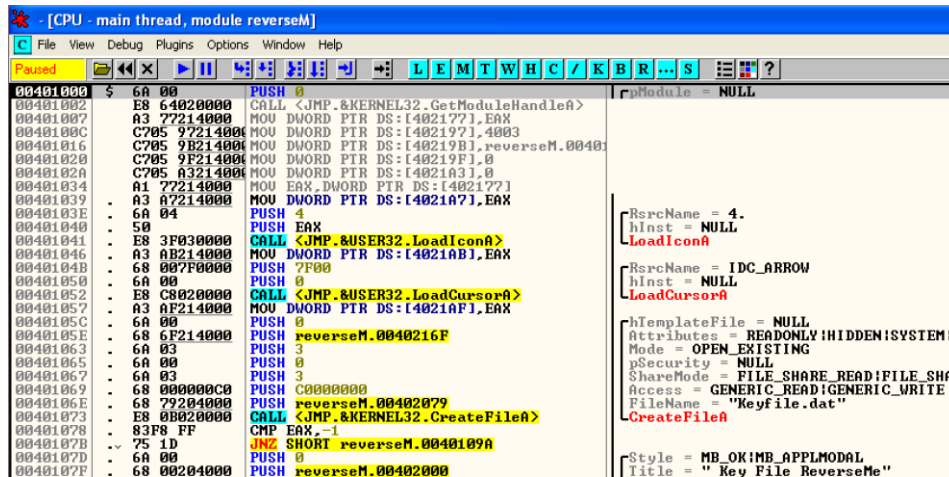 - [CPU - main thread, module reverseM]
C File View Debug Plugins Options Window Help
Paused L E M T W H C / K B R ... S ?
00401000 $ 6A 00 PUSH 0 pModule = NULL
00401002 E8 64020000 CALL <JMP.&KERNEL32.GetModuleHandleA>
00401007 A3 77214000 MOV DWORD PTR DS:[402177],EAX
0040100C C705 97214000 MOV DWORD PTR DS:[402197],4003
00401016 C705 9B214000 MOV DWORD PTR DS:[40219B],reverseM.00401
00401020 C705 9F214000 MOV DWORD PTR DS:[40219F],0
0040102A C705 A3214000 MOV DWORD PTR DS:[4021A3],0
00401034 A1 77214000 MOV EAX,DWORD PTR DS:[402177]
00401039 . A3 A7214000 MOV DWORD PTR DS:[4021A7],EAX
0040103E . 6A 04 PUSH 4 RsrcName = 4.
00401040 . 50 PUSH EAX hInst = NULL
00401041 . E8 3F030000 CALL <JMP.&USER32.LoadIconA> LoadIconA
00401046 . A3 AB214000 MOV DWORD PTR DS:[4021AB],EAX
0040104B . 68 007F0000 PUSH 7F00 RsrcName = IDC_ARROW
00401050 . 6A 00 PUSH 0 hInst = NULL
00401052 . E8 C8020000 CALL <JMP.&USER32.LoadCursorA> LoadCursorA
00401057 . A3 AF214000 MOV DWORD PTR DS:[4021AF],EAX
0040105C . 6A 00 PUSH 0 hTemplateFile = NULL
0040105E . 68 6F214000 PUSH reverseM.0040216F Attributes = READONLY|HIDDEN|SYSTEM|
00401063 . 6A 03 PUSH 3 Mode = OPEN_EXISTING
00401065 . 6A 00 PUSH 0 pSecurity = NULL
00401067 . 6A 03 PUSH 3 ShareMode = FILE_SHARE_READ|FILE_SHA
00401069 . 68 000000C0 PUSH C0000000 Access = GENERIC_READ|GENERIC_WRITE
0040106E . 68 79204000 PUSH reverseM.00402079 FileName = "Keyfile.dat"
00401073 . E8 0B020000 CALL <JMP.&KERNEL32.CreateFileA> CreateFileA
00401078 . 83F8 FF CMP EAX,-1
0040107B . 75 1D JNZ SHORT reverseM.0040109A
0040107D . 6A 00 PUSH 0 Style = MB_OK|MB_APPLMODAL
0040107F . 68 00204000 PUSH reverseM.00402000 Title = " Key File ReverseMe"